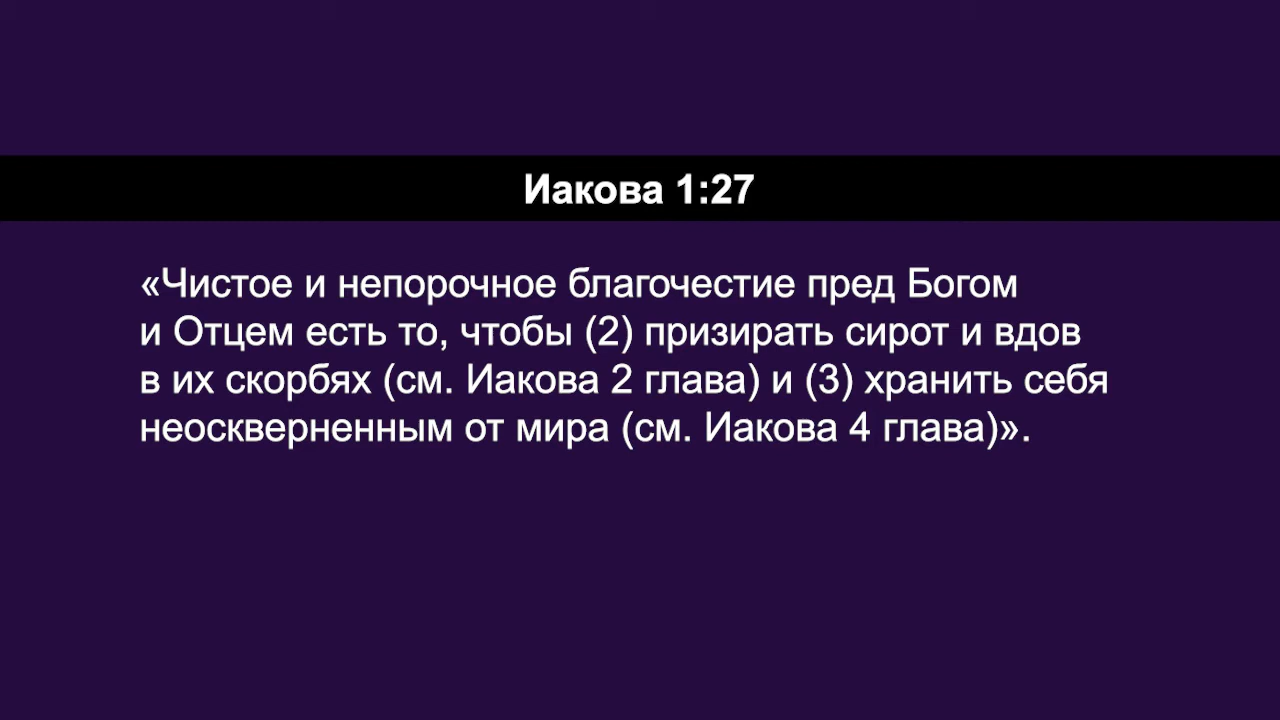 Иакова 1:27
«Чистое и непорочное благочестие пред Богом
и Отцем есть то, чтобы (2) призирать сирот и вдов
в их скорбях (см. Иакова 2 глава) и (3) хранить себя
неоскверненным от мира (см. Иакова 4 глава)».